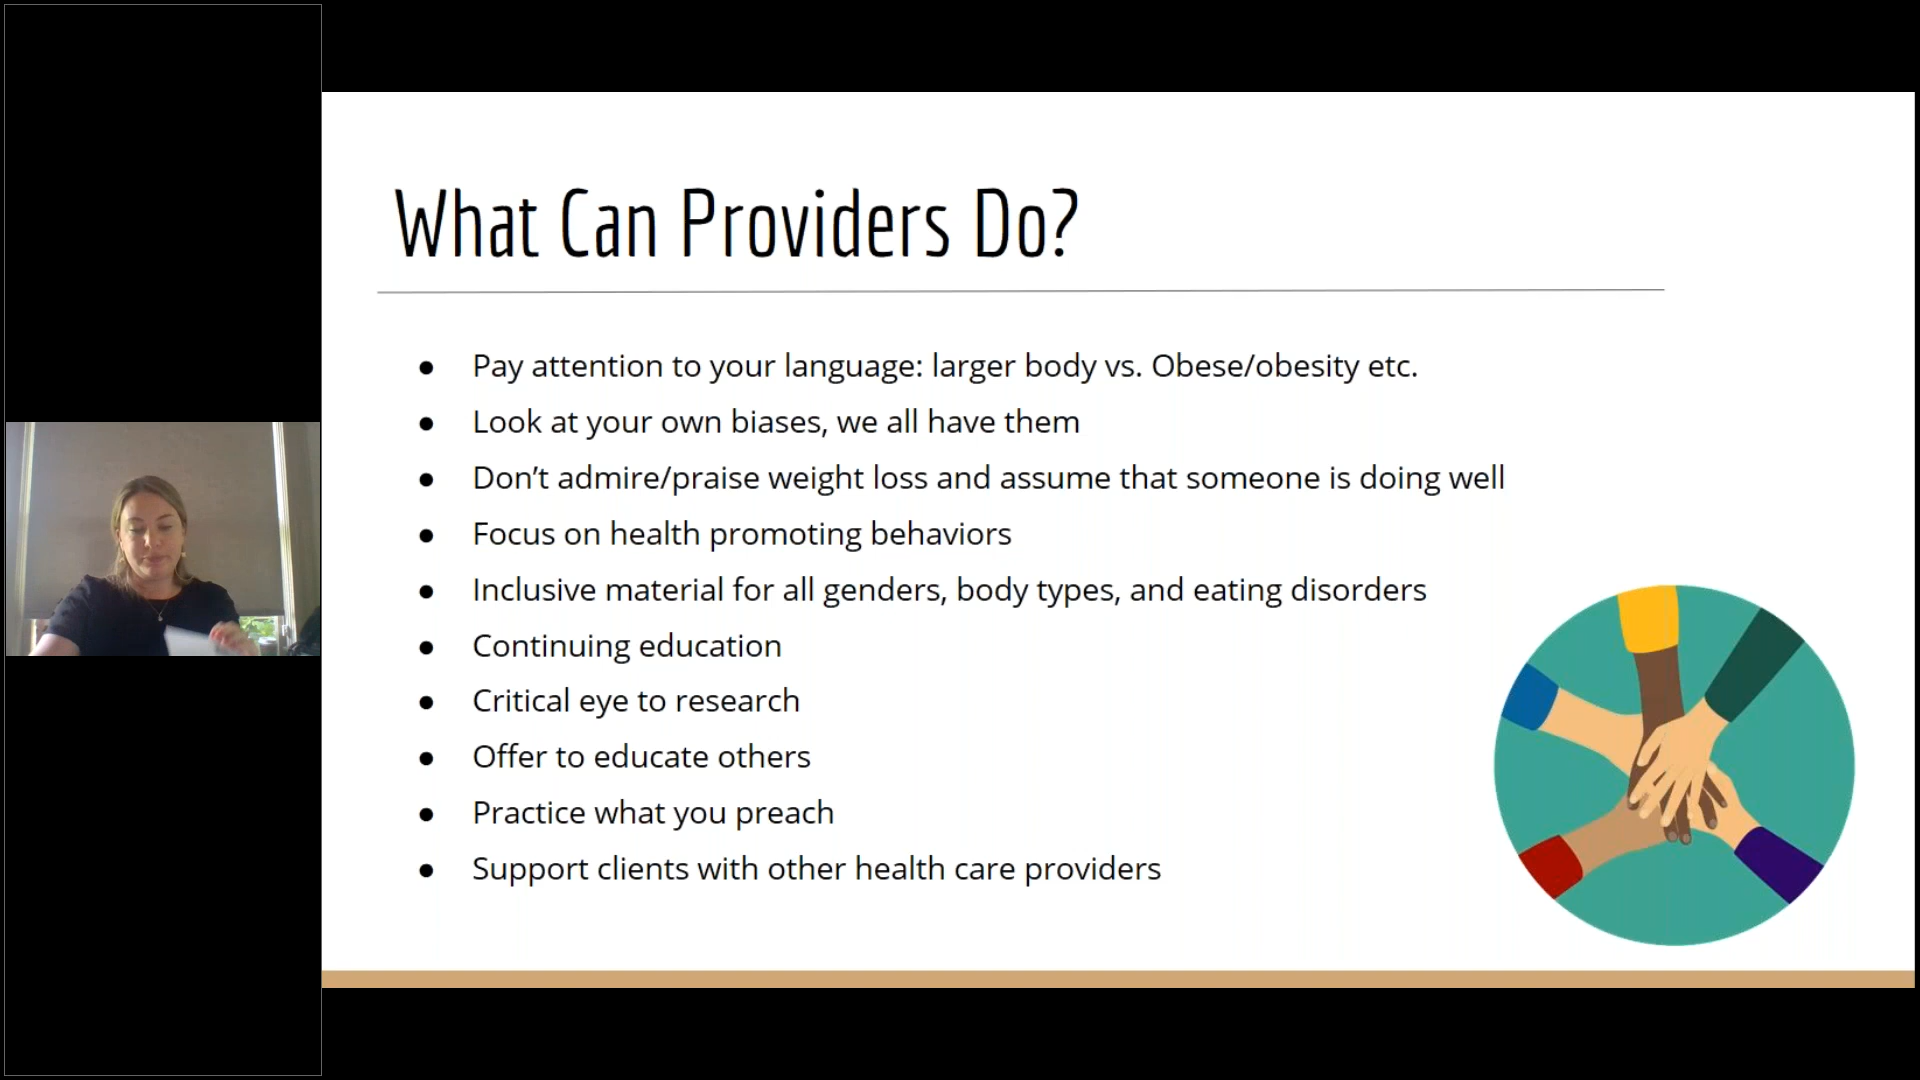 What Can Providers Do?
● Pay attention to your language: larger body vs. Obese/obesity etc.
● Look at your own biases, we all have them
● Don’t admire/praise weight loss and assume that someone is doing well
● Focus on health promoting behaviors
● Inclusive material for all genders, body types, and eating disorders
● Continuing education
● Critical eye to research
● Offer to educate others
● Practice what you preach
● Support clients with other health care providers